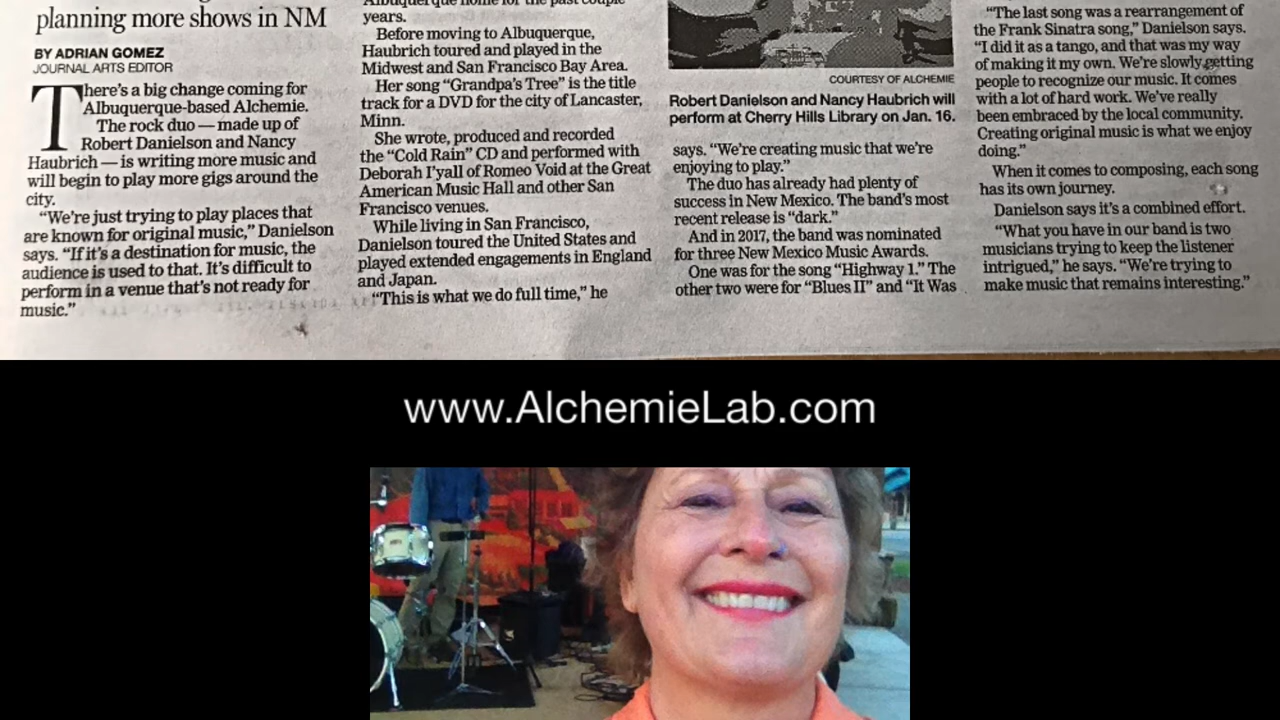 planning more shows in NM
BY ADRIAN GOMEZ
JOURNAL ARTS EDITOR
There's a big change coming for
Albuquerque-based Alchemie.
The rock duo — made up of
Robert Danielson and Nancy
Haubrich — is writing more music and
will begin to play more gigs around the
city.
“We're just trying to play places that
are known for original music,” Danielson
says. “If it's a destination for music, the
audience is used to that. It's difficult to
perform in a venue that's not ready for
music.”
Albuquerque home for the past couple
years.
Before moving to Albuquerque,
Haubrich toured and played in the
Midwest and San Francisco Bay Area.
Her song “Grandpa's Tree” is the title
track for a DVD for the city of Lancaster,
Minn.
She wrote, produced and recorded
the “Cold Rain” CD and performed with
Deborah I'yall of Romeo Void at the Great
American Music Hall and other San
Francisco venues.
While living in San Francisco,
Danielson toured the United States and
played extended engagements in England
and Japan.
“This is what we do full time,” he
COURTESY OF ALCHEMIE
Robert Danielson and Nancy Haubrich will
perform at Cherry Hills Library on Jan. 16.
says. “We're creating music that we're
enjoying to play.”
The duo has already had plenty of
success in New Mexico. The band's most
recent release is “dark.”
And in 2017, the band was nominated
for three New Mexico Music Awards.
One was for the song “Highway 1.” The
other two were for “Blues II” and “It Was
“The last song was a rearrangement of
the Frank Sinatra song,” Danielson says.
“I did it as a tango, and that was my way
of making it my own. We're slowly getting
people to recognize our music. It comes
with a lot of hard work. We've really
been embraced by the local community.
Creating original music is what we enjoy
doing.”
When it comes to composing, each song
has its own journey.
Danielson says it's a combined effort.
“What you have in our band is two
musicians trying to keep the listener
intrigued,” he says. “We're trying to
make music that remains interesting.”
www.AlchemieLab.com